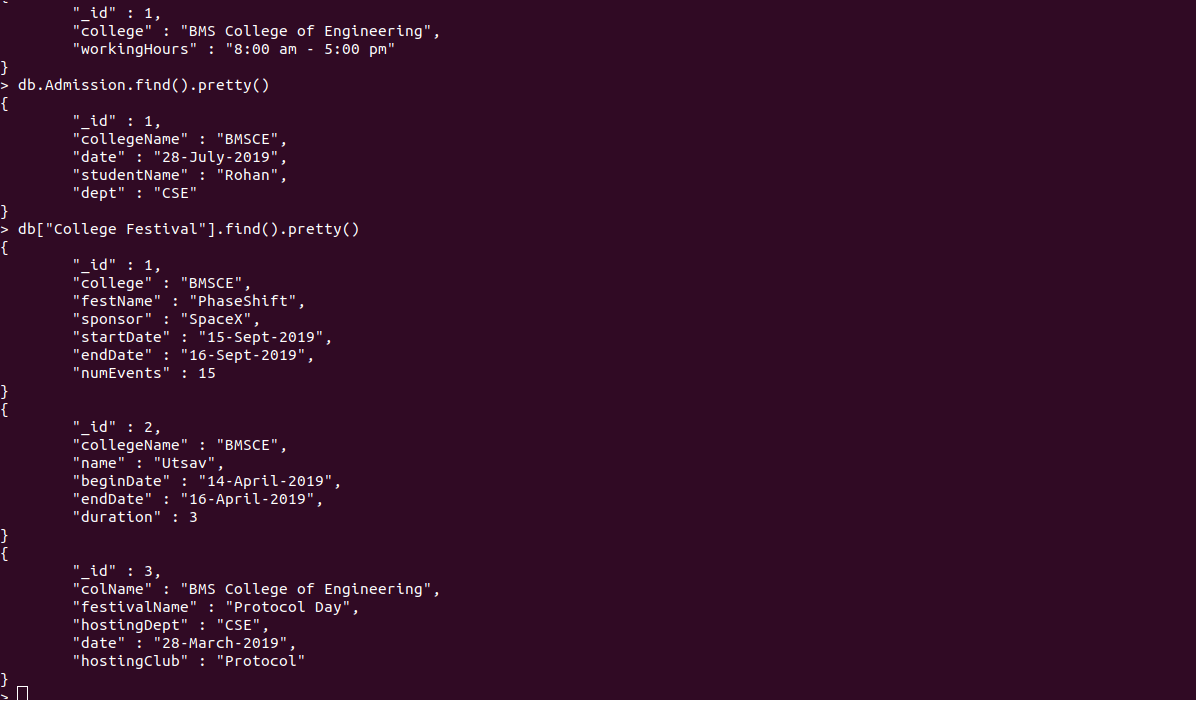 {
        "_id" : 1,
        "college" : "BMS College of Engineering",
        "workingHours" : "8:00 am - 5:00 pm"
}
> db.Admission.find().pretty()
{
        "_id" : 1,
        "collegeName" : "BMSCE",
        "date" : "28-July-2019",
        "studentName" : "Rohan",
        "dept" : "CSE"
}
> db["College Festival"].find().pretty()
{
        "_id" : 1,
        "college" : "BMSCE",
        "festName" : "PhaseShift",
        "sponsor" : "SpaceX",
        "startDate" : "15-Sept-2019",
        "endDate" : "16-Sept-2019",
        "numEvents" : 15
}
{
        "_id" : 2,
        "collegeName" : "BMSCE",
        "name" : "Utsav",
        "beginDate" : "14-April-2019",
        "endDate" : "16-April-2019",
        "duration" : 3
}
{
        "_id" : 3,
        "colName" : "BMS College of Engineering",
        "festivalName" : "Protocol Day",
        "hostingDept" : "CSE",
        "date" : "28-March-2019",
        "hostingClub" : "Protocol"
}
>